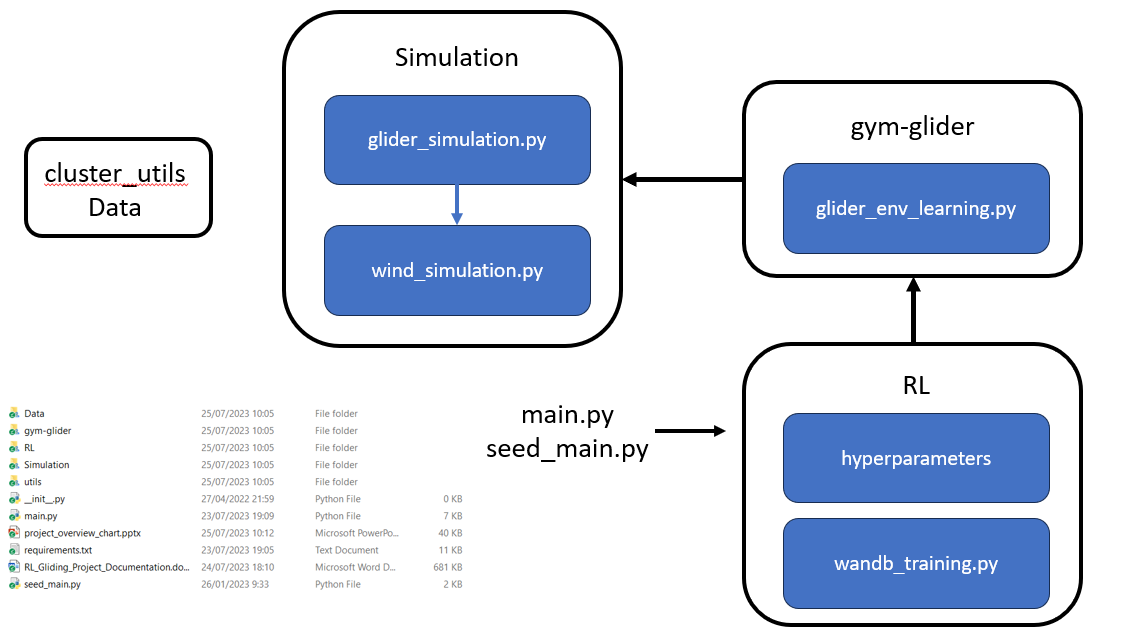 Simulation
glider_simulation.py
wind_simulation.py
cluster_utils
Data
gym-glider
glider_env_learning.py
RL
hyperparameters
wandb_training.py
main.py
seed_main.py
Data 25/07/2023 10:05 File folder
gym-glider 25/07/2023 10:05 File folder
RL 25/07/2023 10:05 File folder
Simulation 25/07/2023 10:05 File folder
utils 25/07/2023 10:05 File folder
__init__.py 27/04/2022 21:59 Python File 0 KB
main.py 23/07/2023 19:09 Python File 7 KB
project_overview_chart.pptx 25/07/2023 10:12 Microsoft PowerPo... 40 KB
requirements.txt 23/07/2023 19:05 Text Document 11 KB
RL_Gliding_Project_Documentation.do... 24/07/2023 18:10 Microsoft Word D... 681 KB
seed_main.py 26/01/2023 9:33 Python File 2 KB